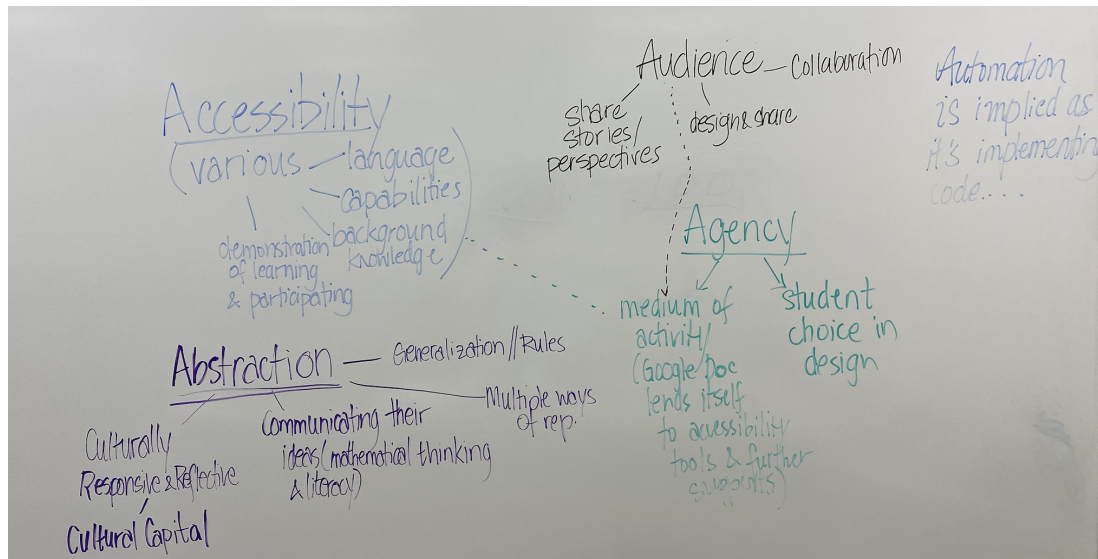 Accessibility
(various
language
capabilities
background
knowledge)
demonstration
of learning
& participating
Audience
Collaboration
share
stories/
perspectives
design & share
Automation
is implied as
it's implementing
code....
Agency
medium of
activity/
(Google Doc
lends itself
to accessibility
tools & further
supports)
student
choice in
design
Abstraction
Generalization//Rules
Multiple ways
of rep.
Culturally
Responsive & Reflective
Cultural Capital
Communicating their
ideas (mathematical thinking
& literacy)